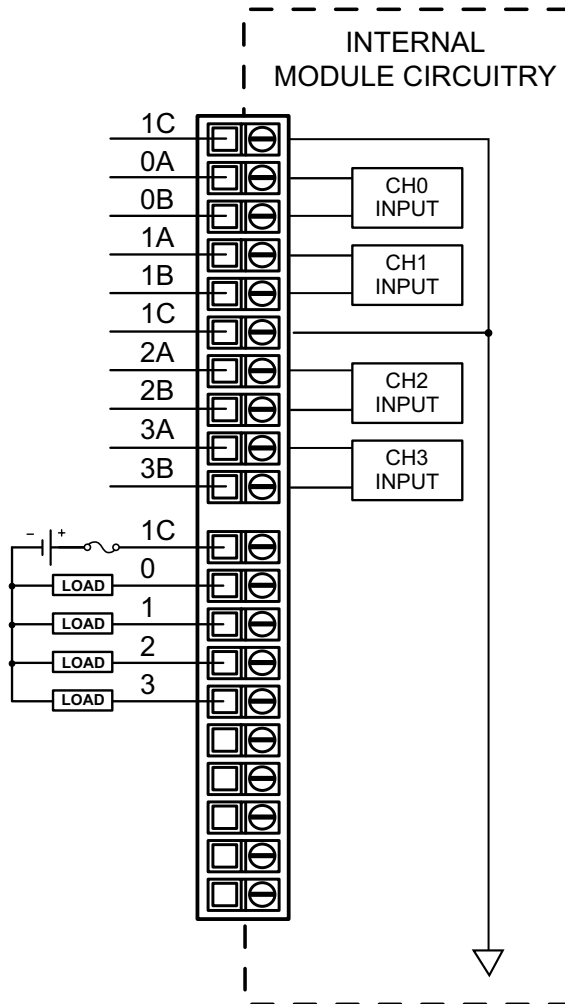 INTERNAL
MODULE CIRCUITRY
1C
0A
0B
CH0
INPUT
1A
1B
CH1
INPUT
1C
2A
2B
CH2
INPUT
3A
3B
CH3
INPUT
- + 1C
LOAD 0
LOAD 1
LOAD 2
LOAD 3